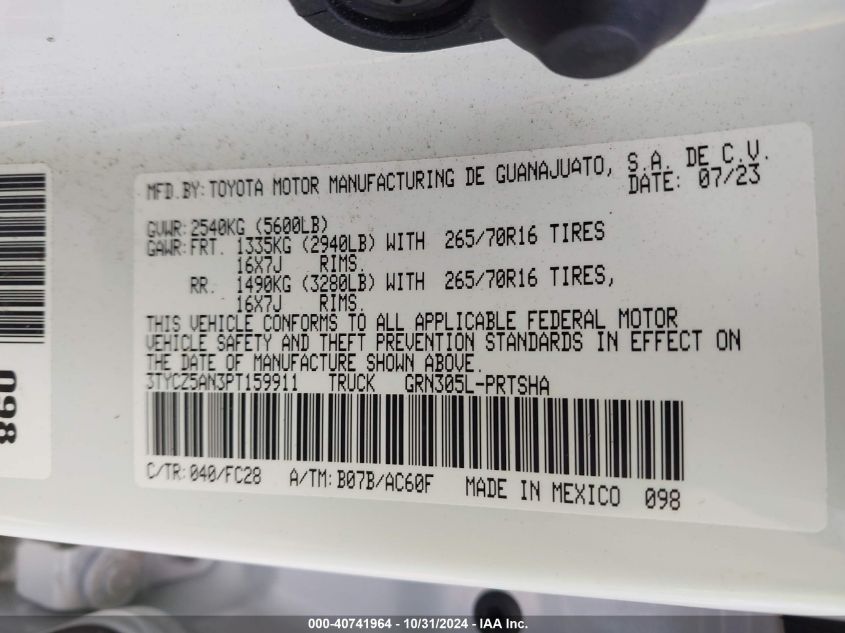 MFD.BY:TOYOTA MOTOR MANUFACTURING DE GUANAJUATO, S.A. DE C.V.
DATE: 07/23
GVWR:2540KG (5600LB)
GAWR:FRT. 1335KG (2940LB) WITH 265/70R16 TIRES
16X7J RIMS.
RR. 1490KG (3280LB) WITH 265/70R16 TIRES,
16X7J RIMS.
THIS VEHICLE CONFORMS TO ALL APPLICABLE FEDERAL MOTOR
VEHICLE SAFETY AND THEFT PREVENTION STANDARDS IN EFFECT ON
THE DATE OF MANUFACTURE SHOWN ABOVE.
3TYCZ5AN3PT159911 TRUCK GRN305L-PRTSHA
C/TR:040/FC28 A/TM:B07B/AC60F MADE IN MEXICO 098
098
000-40741964 - 10/31/2024 - IAA Inc.